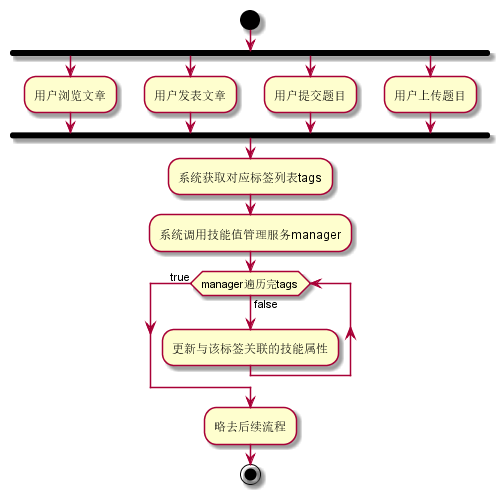 用户浏览文章
用户发表文章
用户提交题目
用户上传题目
系统获取对应标签列表tags
系统调用技能值管理服务manager
true
manager遍历完tags
false
更新与该标签关联的技能属性
略去后续流程